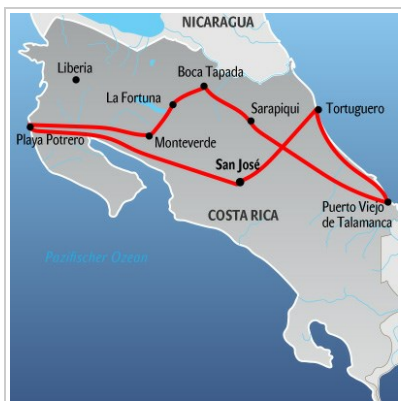 NICARAGUA
Liberia
Boca Tapada
La Fortuna
Sarapiqui
Tortuguero
Playa Potrero
Monteverde
San José
Puerto Viejo
de Talamanca
COSTA RICA
Pazifischer Ozean